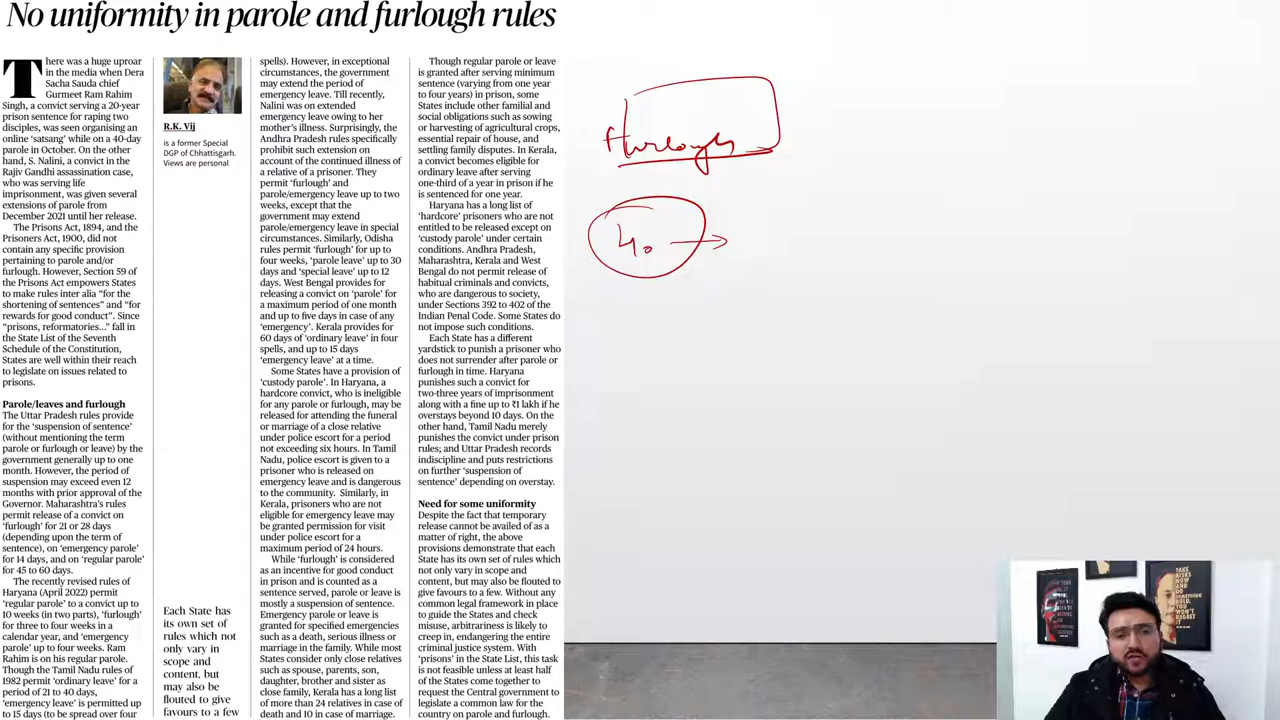 No uniformity in parole and furlough rules
There was a huge uproar
in the media when Dera
Sacha Sauda chief
Gurmeet Ram Rahim
Singh, a convict serving a 20-year
prison sentence for raping two
disciples, was seen organising an
online ‘satsang’ while on a 40-day
parole in October. On the other
hand, S. Nalini, a convict in the
Rajiv Gandhi assassination case,
who was serving life
imprisonment, was given several
extensions of parole from
December 2021 until her release.
The Prisons Act, 1894, and the
Prisoners Act, 1900, did not
contain any specific provision
pertaining to parole and/or
furlough. However, Section 59 of
the Prisons Act empowers States
to make rules inter alia “for the
shortening of sentences” and “for
rewards for good conduct”. Since
“prisons, reformatories...” fall in
the State List of the Seventh
Schedule of the Constitution,
States are well within their reach
to legislate on issues related to
prisons.
Parole/leaves and furlough
The Uttar Pradesh rules provide
for the ‘suspension of sentence’
(without mentioning the term
parole or furlough or leave) by the
government generally up to one
month. However, the period of
suspension may exceed even 12
months with prior approval of the
Governor. Maharashtra’s rules
permit release of a convict on
‘furlough’ for 21 or 28 days
(depending upon the term of
sentence), on ‘emergency parole’
for 14 days, and on ‘regular parole’
for 45 to 60 days.
The recently revised rules of
Haryana (April 2022) permit
‘regular parole’ to a convict up to
10 weeks (in two parts), ‘furlough’
for three to four weeks in a
calendar year, and ‘emergency
parole’ up to four weeks. Ram
Rahim is on his regular parole.
Though the Tamil Nadu rules of
1982 permit ‘ordinary leave’ for a
period of 21 to 40 days,
‘emergency leave’ is permitted up
to 15 days (to be spread over four
R.K. Vij
is a former Special
DGP of Chhattisgarh.
Views are personal
Each State has
its own set of
rules which not
only vary in
scope and
content, but
may also be
flouted to give
favours to a few
spells). However, in exceptional
circumstances, the government
may extend the period of
emergency leave. Till recently,
Nalini was on extended
emergency leave owing to her
mother’s illness. Surprisingly, the
Andhra Pradesh rules specifically
prohibit such extension on
account of the continued illness of
a relative of a prisoner. They
permit ‘furlough’ and
parole/emergency leave up to two
weeks, except that the
government may extend
parole/emergency leave in special
circumstances. Similarly, Odisha
rules permit ‘furlough’ for up to
four weeks, ‘parole leave’ up to 30
days and ‘special leave’ up to 12
days. West Bengal provides for
releasing a convict on ‘parole’ for
a maximum period of one month
and up to five days in case of any
‘emergency’. Kerala provides for
60 days of ‘ordinary leave’ in four
spells, and up to 15 days
‘emergency leave’ at a time.
Some States have a provision of
‘custody parole’. In Haryana, a
hardcore convict, who is ineligible
for any parole or furlough, may be
released for attending the funeral
or marriage of a close relative
under police escort for a period
not exceeding six hours. In Tamil
Nadu, police escort is given to a
prisoner who is released on
emergency leave and is dangerous
to the community. Similarly, in
Kerala, prisoners who are not
eligible for emergency leave may
be granted permission for visit
under police escort for a
maximum period of 24 hours.
While ‘furlough’ is considered
as an incentive for good conduct
in prison and is counted as a
sentence served, parole or leave is
mostly a suspension of sentence.
Emergency parole or leave is
granted for specified emergencies
such as a death, serious illness or
marriage in the family. While most
States consider only close relatives
such as spouse, parents, son,
daughter, brother and sister as
close family, Kerala has a long list
of more than 24 relatives in case of
death and 10 in case of marriage.
Though regular parole or leave
is granted after serving minimum
sentence (varying from one year
to four years) in prison, some
States include other familial and
social obligations such as sowing
or harvesting of agricultural crops,
essential repair of house, and
settling family disputes. In Kerala,
a convict becomes eligible for
ordinary leave after serving
one-third of a year in prison if he
is sentenced for one year.
Haryana has a long list of
‘hardcore’ prisoners who are not
entitled to be released except on
‘custody parole’ under certain
conditions. Andhra Pradesh,
Maharashtra, Kerala and West
Bengal do not permit release of
habitual criminals and convicts,
who are dangerous to society,
under Sections 392 to 402 of the
Indian Penal Code. Some States do
not impose such conditions.
Each State has a different
yardstick to punish a prisoner who
does not surrender after parole or
furlough in time. Haryana
punishes such a convict for
two-three years of imprisonment
along with a fine up to ₹1 lakh if he
overstays beyond 10 days. On the
other hand, Tamil Nadu merely
punishes the convict under prison
rules; and Uttar Pradesh records
indiscipline and puts restrictions
on further ‘suspension of
sentence’ depending on overstay.
Need for some uniformity
Despite the fact that temporary
release cannot be availed of as a
matter of right, the above
provisions demonstrate that each
State has its own set of rules which
not only vary in scope and
content, but may also be flouted to
give favours to a few. Without any
common legal framework in place
to guide the States and check
misuse, arbitrariness is likely to
creep in, endangering the entire
criminal justice system. With
‘prisons’ in the State List, this task
is not feasible unless at least half
of the States come together to
request the Central government to
legislate a common law for the
country on parole and furlough.
furlough
40
TAKE
RISKS
NOW AND
DO
SOMETHING
BOLD.
YOU
WON'T
REGRET
IT.